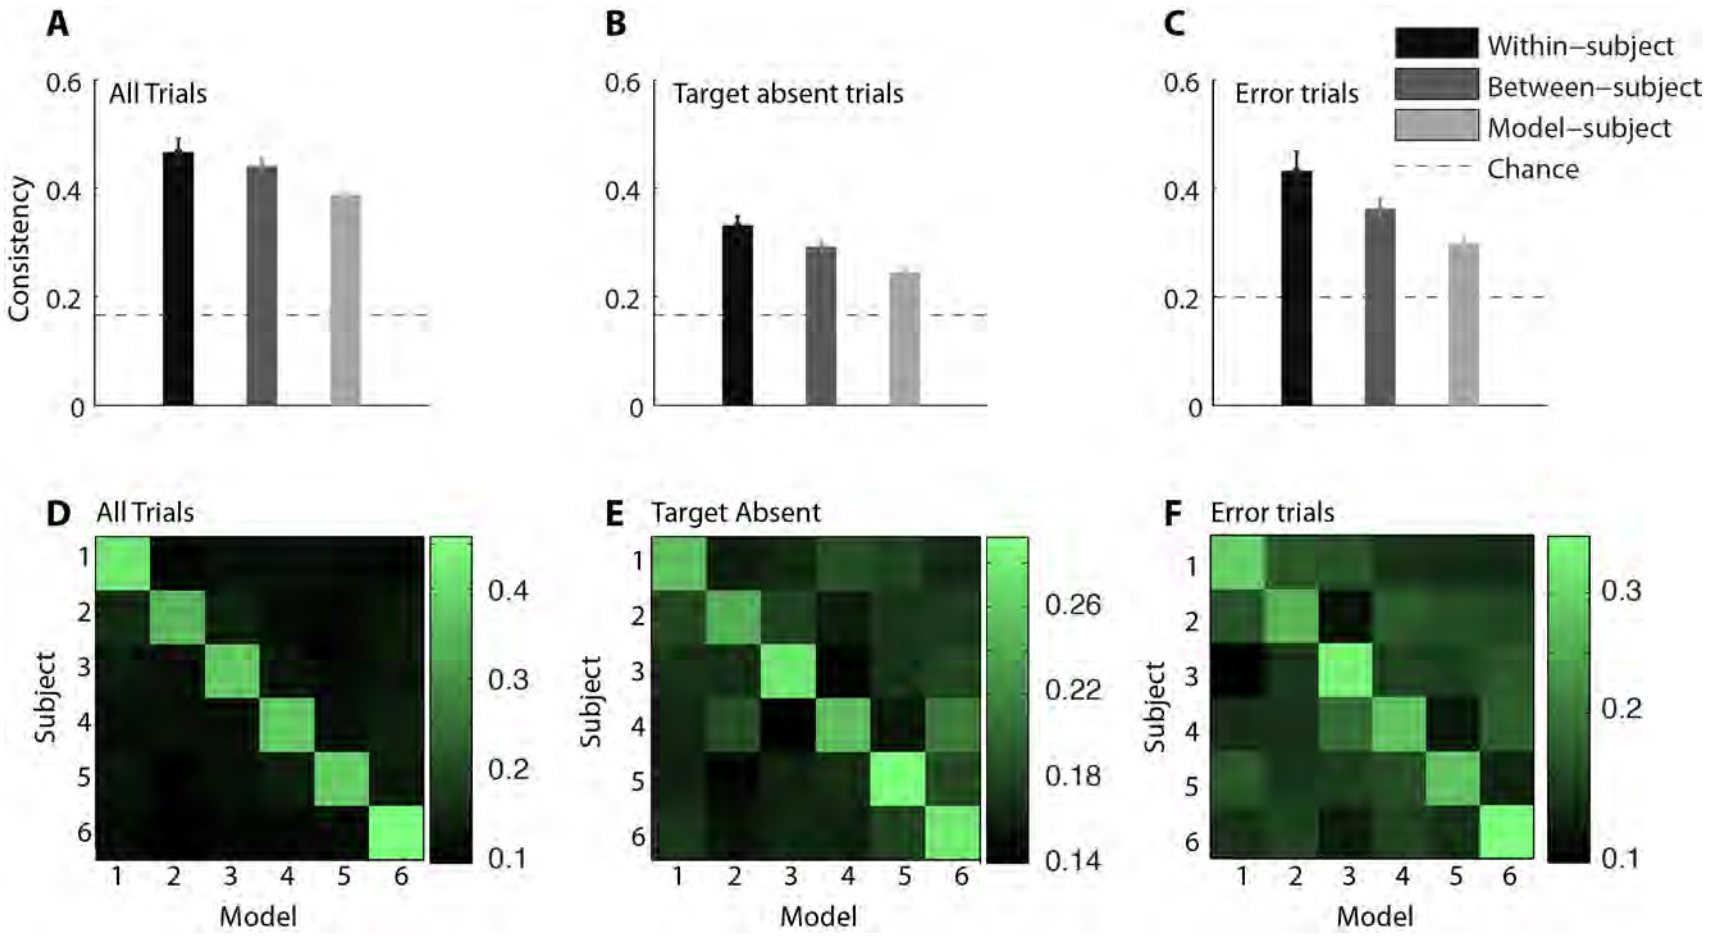 A
B
C
Within-subject
Between-subject
Model-subject
Chance
All Trials
Target absent trials
Error trials
Consistency
0.6
0.4
0.2
0
0.6
0.4
0.2
0
0.6
0.4
0.2
0
D All Trials
E Target Absent
F Error trials
Subject
1
2
3
4
5
6
1 2 3 4 5 6
Model
0.4
0.3
0.2
0.1
Subject
1
2
3
4
5
6
1 2 3 4 5 6
Model
0.26
0.22
0.18
0.14
Subject
1
2
3
4
5
6
1 2 3 4 5 6
Model
0.3
0.2
0.1